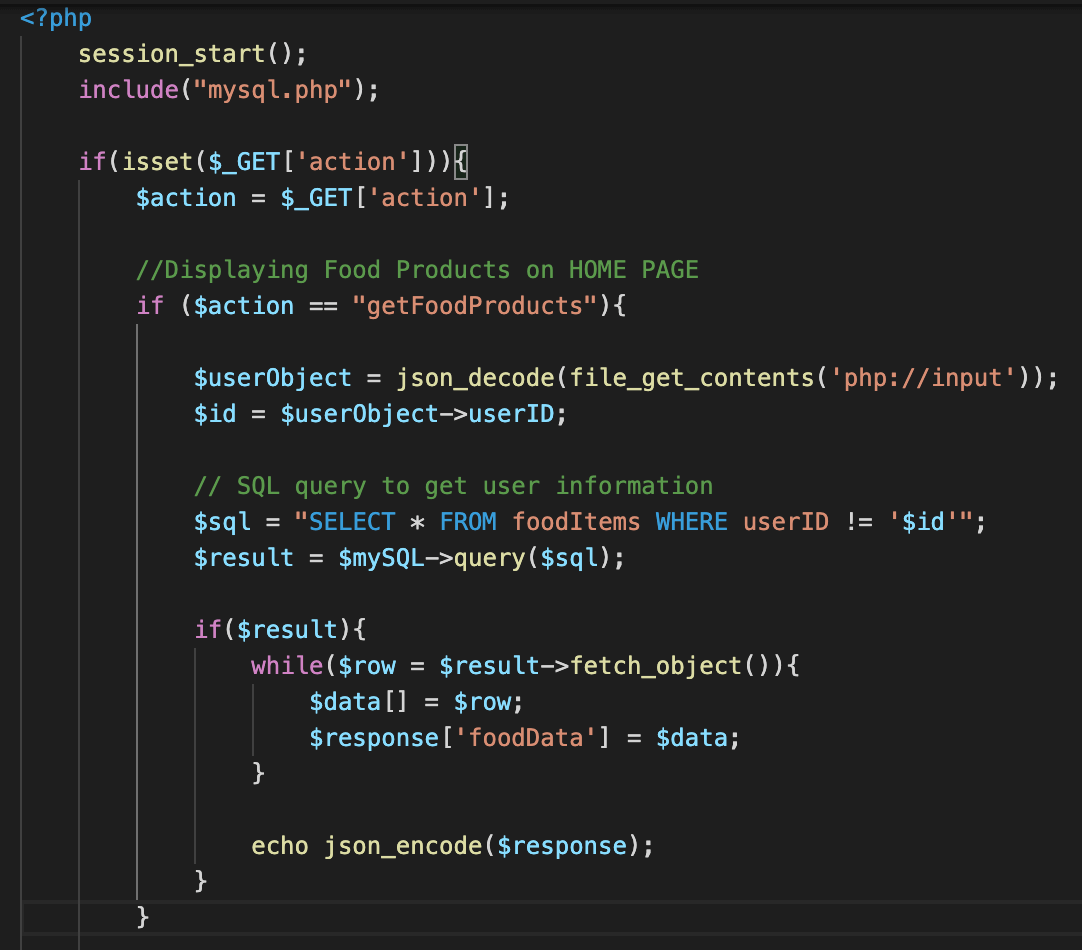 <?php
session_start();
include("mysql.php");
if(isset($_GET['action'])){
$action = $_GET['action'];
//Displaying Food Products on HOME PAGE
if ($action == "getFoodProducts"){
$userObject = json_decode(file_get_contents('php://input'));
$id = $userObject->userID;
// SQL query to get user information
$sql = "SELECT * FROM foodItems WHERE userID != '$id'";
$result = $mySQL->query($sql);
if($result){
while($row = $result->fetch_object()){
$data[] = $row;
$response['foodData'] = $data;
}
echo json_encode($response);
}
}